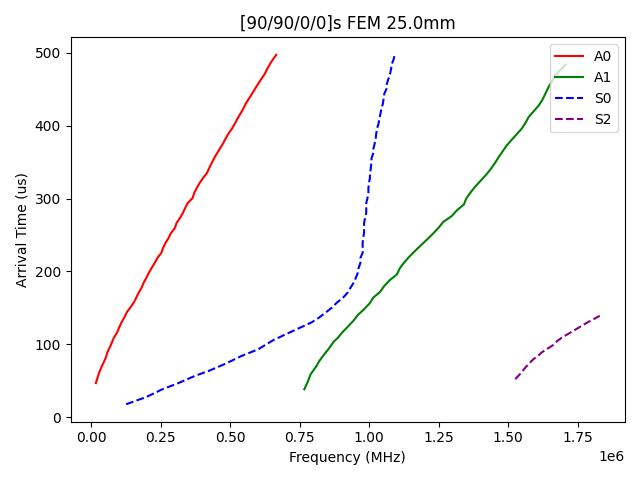 [90/90/0/0]s FEM 25.0mm
A0
A1
S0
S2
500
400
300
200
100
0
Arrival Time (us)
0.00 0.25 0.50 0.75 1.00 1.25 1.50 1.75
1e6
Frequency (MHz)